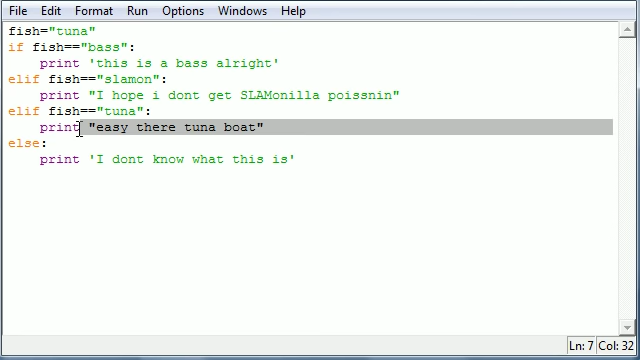 File Edit Format Run Options Windows Help
fish="tuna"
if fish=="bass":
    print 'this is a bass alright'
elif fish=="slamon":
    print "I hope i dont get SLAMonilla poissnin"
elif fish=="tuna":
    print "easy there tuna boat"
else:
    print 'I dont know what this is'
Ln: 7 Col: 32